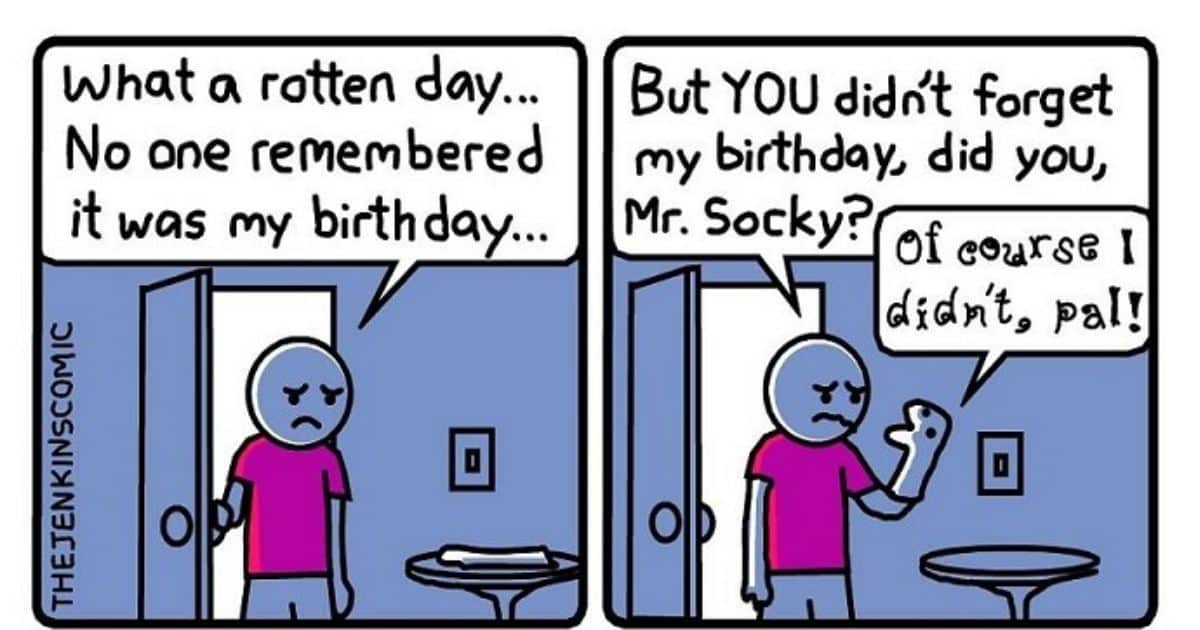 What a rotten day...
No one remembered
it was my birthday...
But YOU didn't forget
my birthday, did you,
Mr. Socky?
Of course I
didn't, pal!
THEJENKINSCOMIC